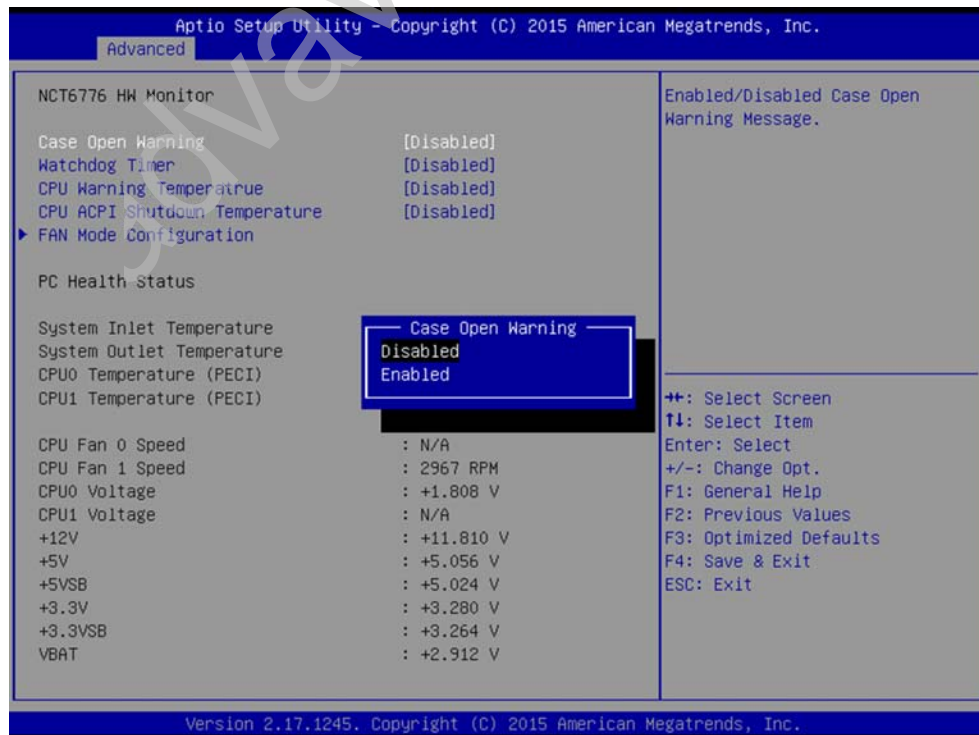 Aptio Setup Utility – Copyright (C) 2015 American Megatrends, Inc.
Advanced
NCT6776 HW Monitor
Case Open Warning [Disabled]
Watchdog Timer [Disabled]
CPU Warning Temperatrue [Disabled]
CPU ACPI Shutdown Temperature [Disabled]
▶ FAN Mode Configuration
PC Health Status
System Inlet Temperature
System Outlet Temperature
CPU0 Temperature (PECI)
CPU1 Temperature (PECI)
CPU Fan 0 Speed : N/A
CPU Fan 1 Speed : 2967 RPM
CPU0 Voltage : +1.808 V
CPU1 Voltage : N/A
+12V : +11.810 V
+5V : +5.056 V
+5VSB : +5.024 V
+3.3V : +3.280 V
+3.3VSB : +3.264 V
VBAT : +2.912 V
Case Open Warning
Disabled
Enabled
Enabled/Disabled Case Open
Warning Message.
→←: Select Screen
↑↓: Select Item
Enter: Select
+/-: Change Opt.
F1: General Help
F2: Previous Values
F3: Optimized Defaults
F4: Save & Exit
ESC: Exit
Version 2.17.1245. Copyright (C) 2015 American Megatrends, Inc.